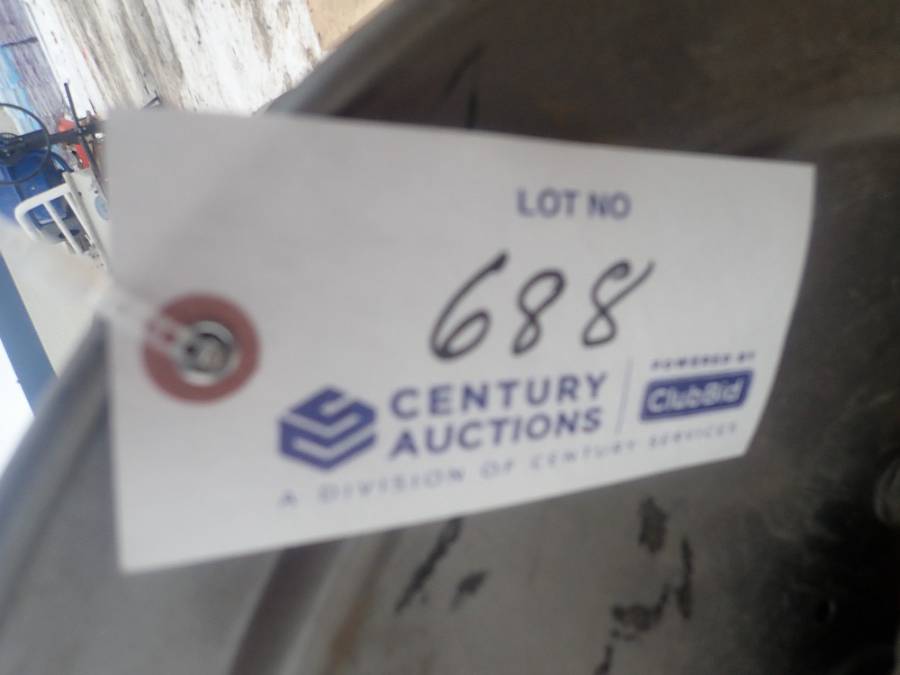 LOT NO
688
CENTURY
AUCTIONS
POWERED BY
ClubBid
A DIVISION OF CENTURY SERVICES